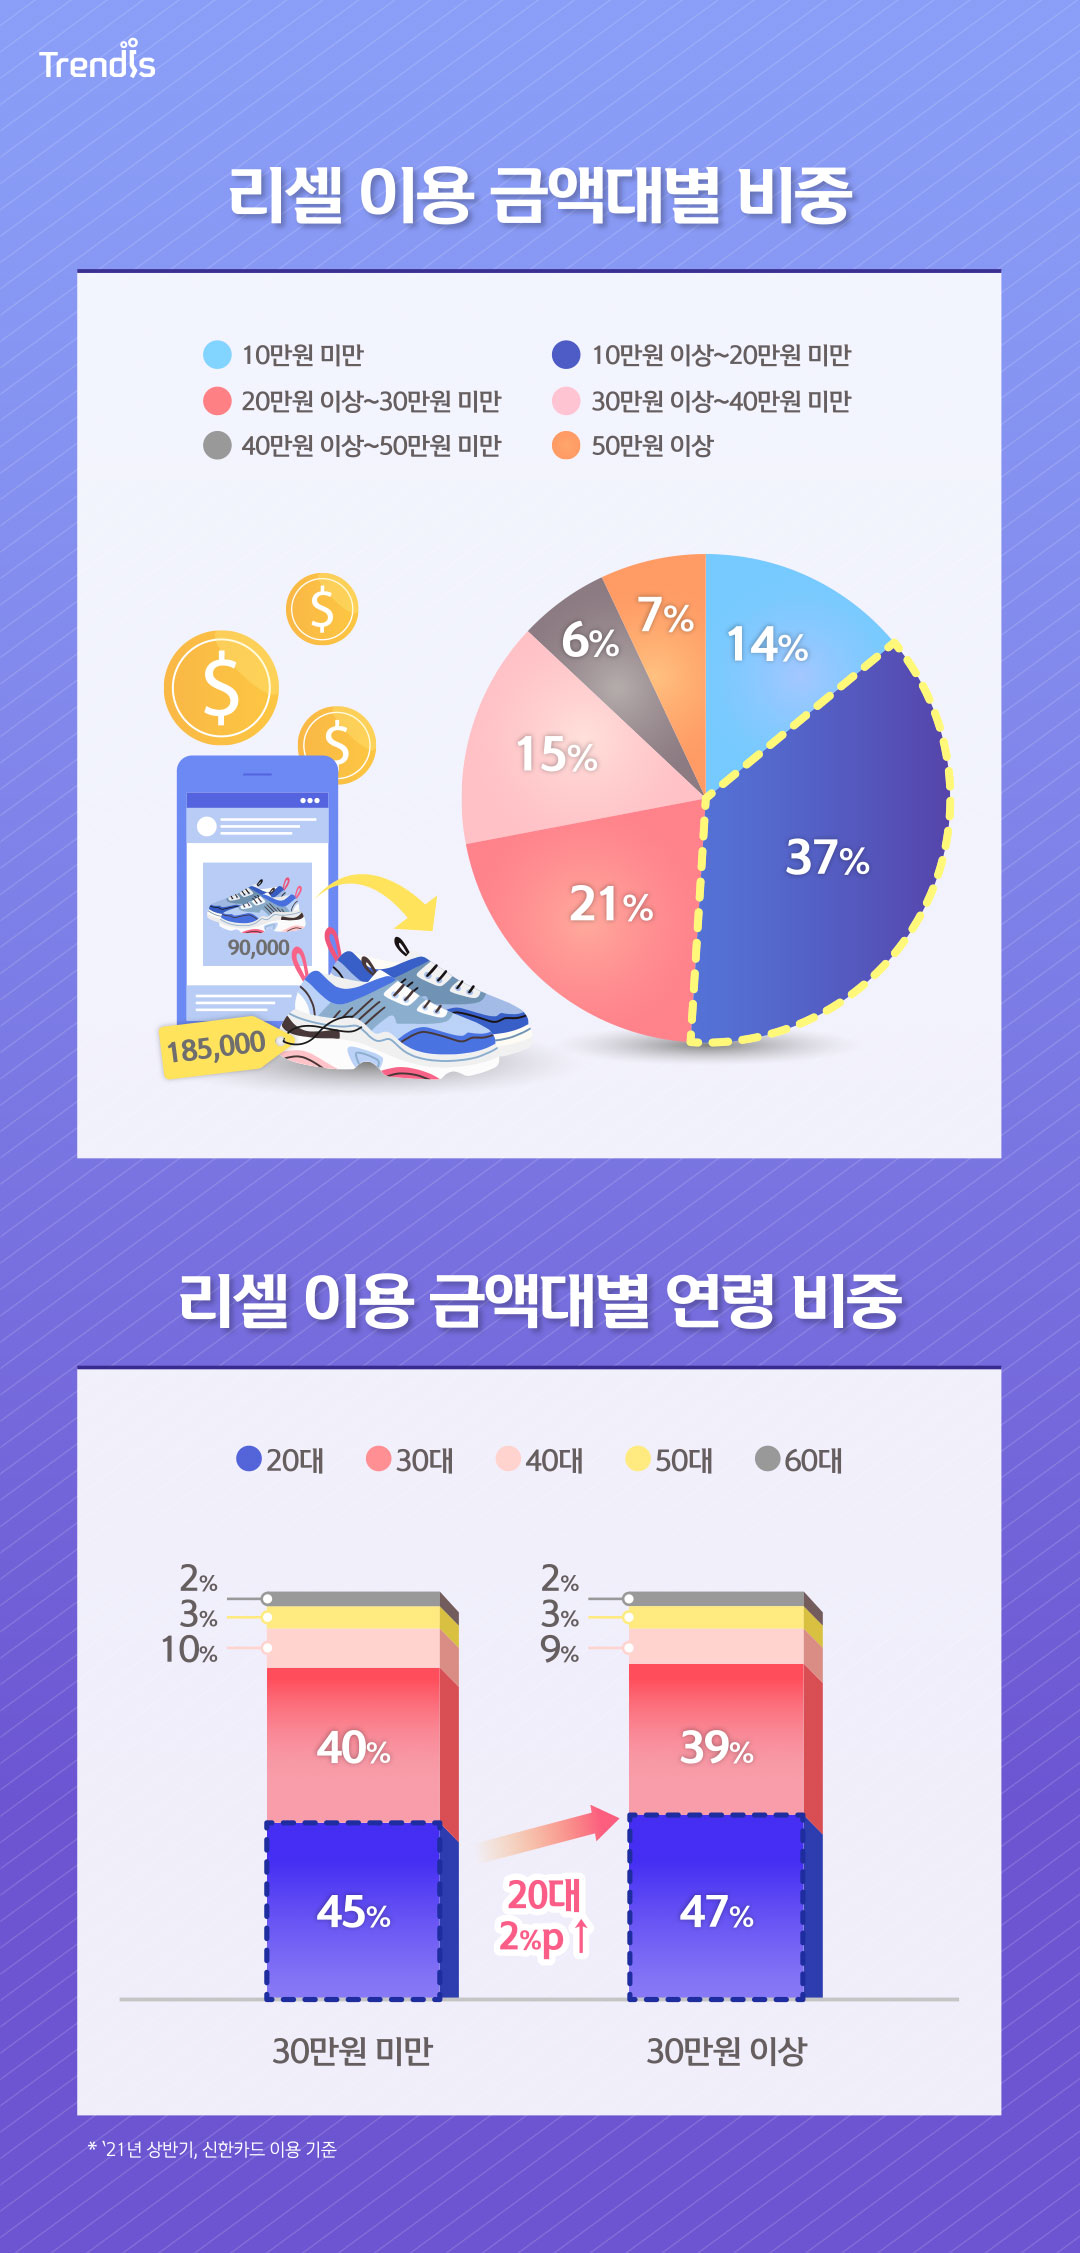 Trendis
리셀 이용 금액대별 비중
10만원 미만
10만원 이상~20만원 미만
20만원 이상~30만원 미만
30만원 이상~40만원 미만
40만원 이상~50만원 미만
50만원 이상
7%
6%
14%
15%
37%
21%
$
$
$
90,000
185,000
리셀 이용 금액대별 연령 비중
20대
30대
40대
50대
60대
2%
3%
10%
40%
45%
2%
3%
9%
39%
47%
20대
2%p↑
30만원 미만
30만원 이상
* ‘21년 상반기, 신한카드 이용 기준